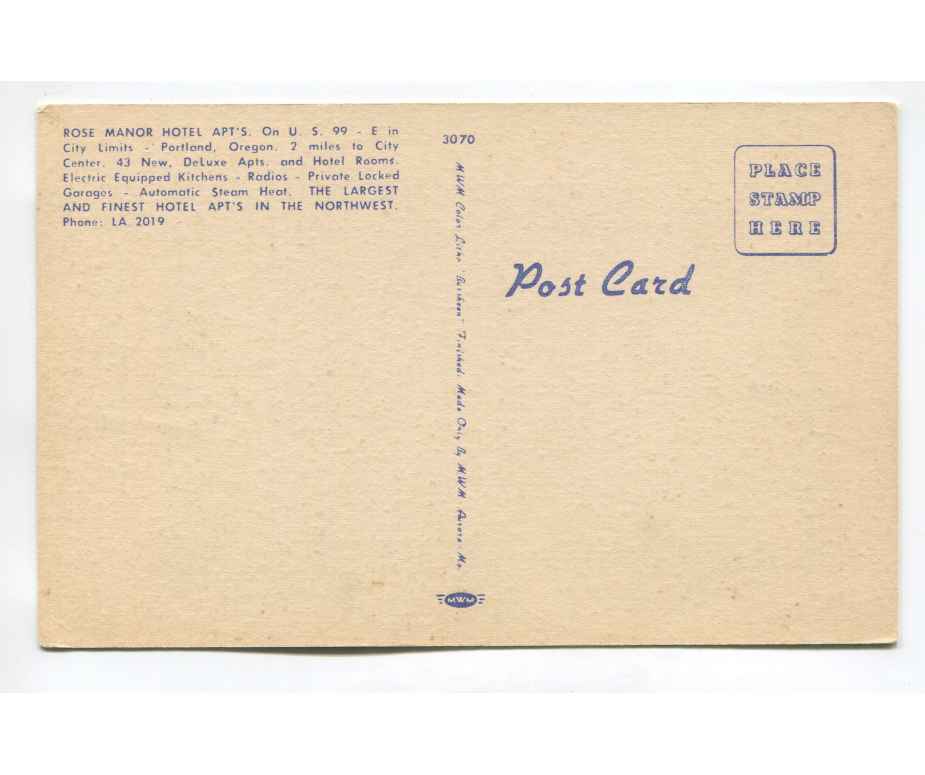 ROSE MANOR HOTEL APT'S. On U. S. 99 - E in
City Limits - Portland, Oregon. 2 miles to City
Center. 43 New, DeLuxe Apts. and Hotel Rooms.
Electric Equipped Kitchens - Radios - Private Locked
Garages - Automatic Steam Heat. THE LARGEST
AND FINEST HOTEL APT'S IN THE NORTHWEST.
Phone: LA 2019
3070
MWM Color Litho "Beisheen" Finished. Made Only By MWM Aurora Mo.
MWM
PLACE
STAMP
HERE
Post Card